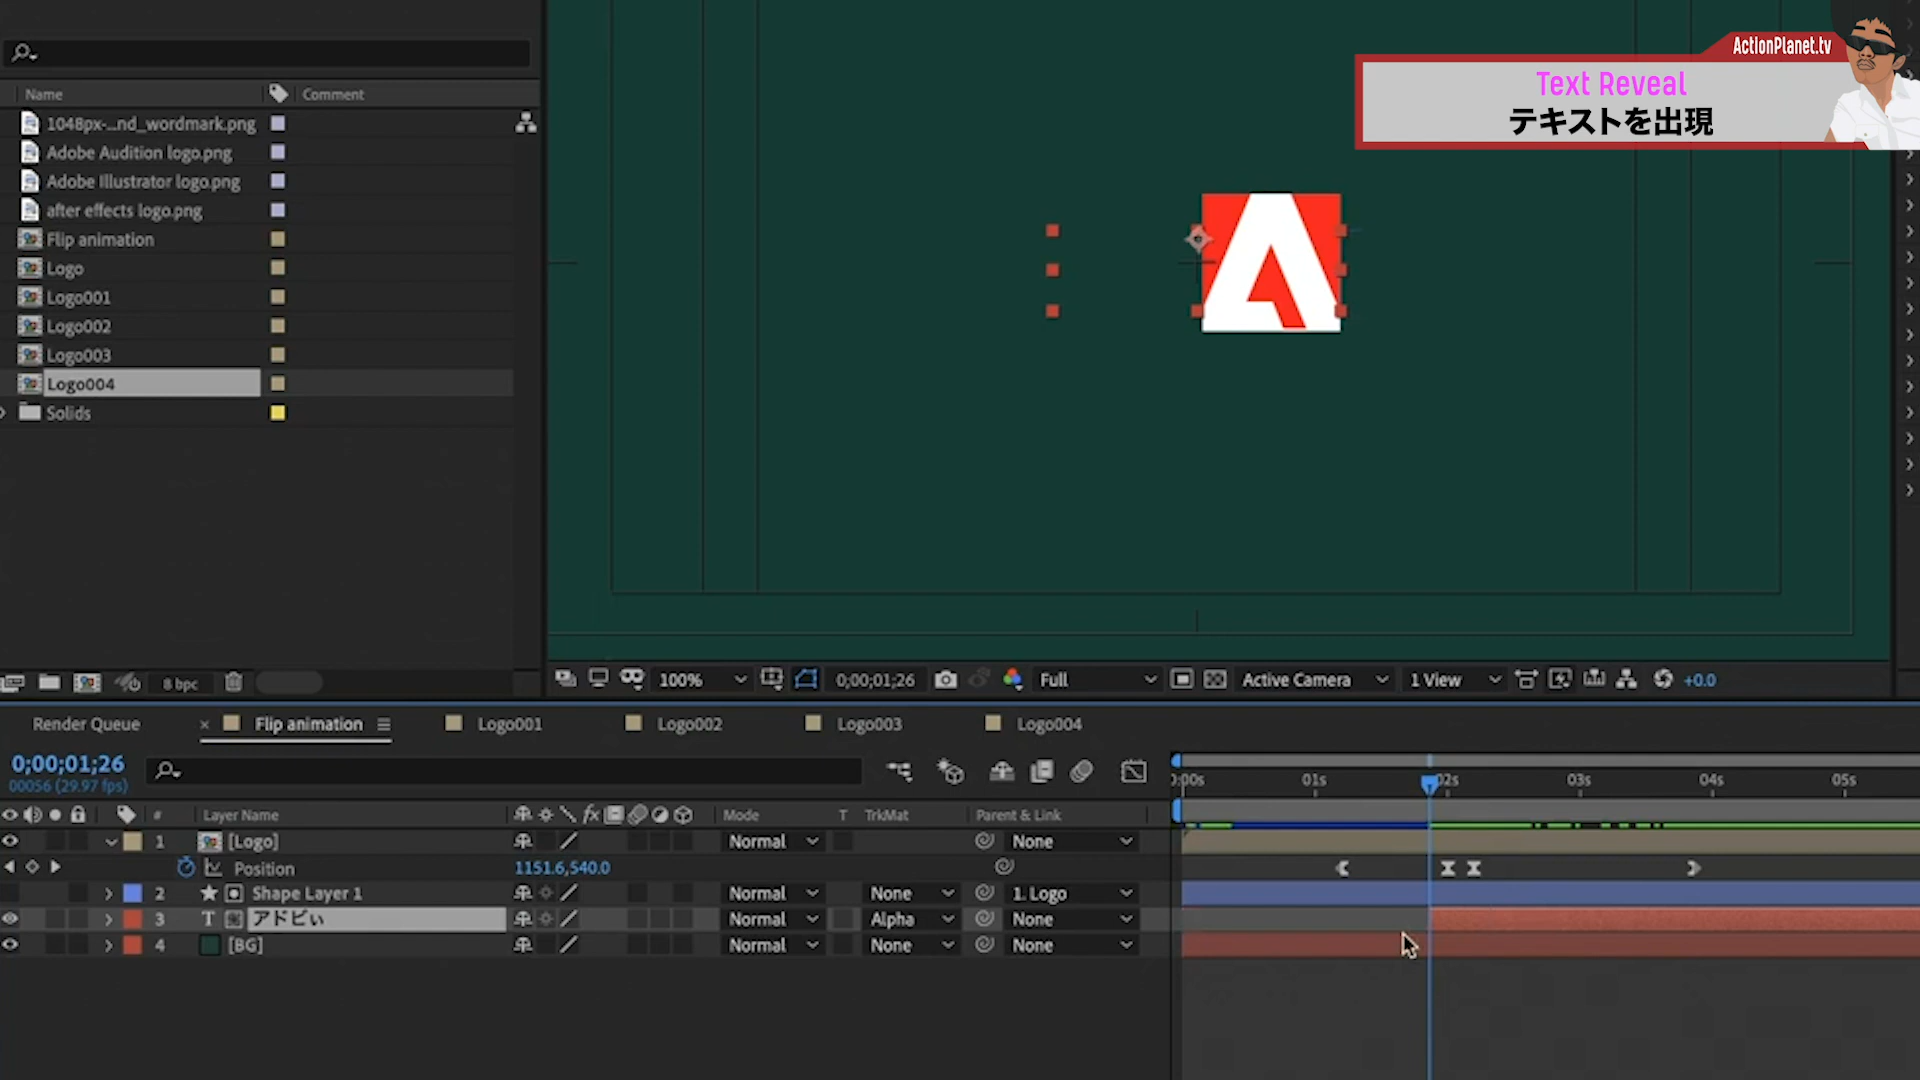 ActionPlanet.tv
Text Reveal
テキストを出現
Name
Comment
1048px-...nd_wordmark.png
Adobe Audition logo.png
Adobe Illustrator logo.png
after effects logo.png
Flip animation
Logo
Logo001
Logo002
Logo003
Logo004
Solids
8 bpc
100%
0;00;01;26
Full
Active Camera
1 View
+0.0
Render Queue
× Flip animation
Logo001
Logo002
Logo003
Logo004
0;00;01;26
00056 (29.97 fps)
0:00s 01s 02s 03s 04s 05s
# Layer Name Mode T TrkMat Parent & Link
1 [Logo] Normal None
Position 1151.6,540.0
2 Shape Layer 1 Normal None 1. Logo
3 T アドビぃ Normal Alpha None
4 [BG] Normal None None